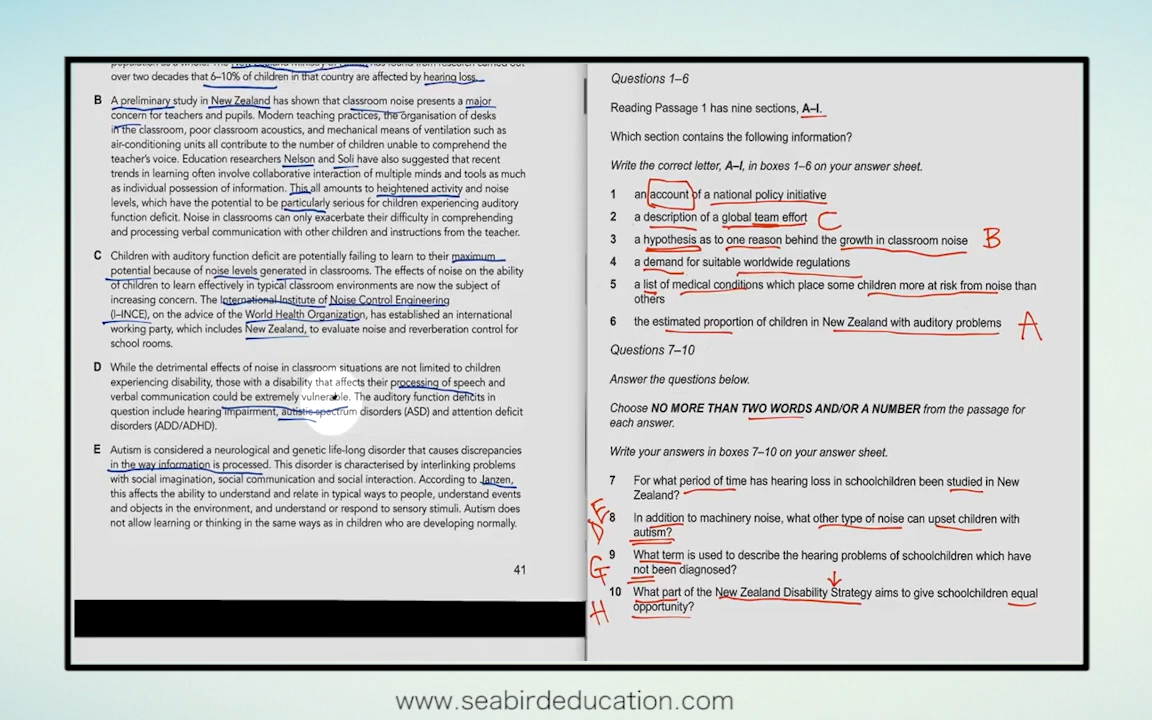 over two decades that 6–10% of children in that country are affected by hearing loss.
B A preliminary study in New Zealand has shown that classroom noise presents a major
concern for teachers and pupils. Modern teaching practices, the organisation of desks
in the classroom, poor classroom acoustics, and mechanical means of ventilation such as
air-conditioning units all contribute to the number of children unable to comprehend the
teacher's voice. Education researchers Nelson and Soli have also suggested that recent
trends in learning often involve collaborative interaction of multiple minds and tools as much
as individual possession of information. This all amounts to heightened activity and noise
levels, which have the potential to be particularly serious for children experiencing auditory
function deficit. Noise in classrooms can only exacerbate their difficulty in comprehending
and processing verbal communication with other children and instructions from the teacher.
C Children with auditory function deficit are potentially failing to learn to their maximum
potential because of noise levels generated in classrooms. The effects of noise on the ability
of children to learn effectively in typical classroom environments are now the subject of
increasing concern. The International Institute of Noise Control Engineering
(I–INCE), on the advice of the World Health Organization, has established an international
working party, which includes New Zealand, to evaluate noise and reverberation control for
school rooms.
D While the detrimental effects of noise in classroom situations are not limited to children
experiencing disability, those with a disability that affects their processing of speech and
verbal communication could be extremely vulnerable. The auditory function deficits in
question include hearing impairment, autistic spectrum disorders (ASD) and attention deficit
disorders (ADD/ADHD).
E Autism is considered a neurological and genetic life-long disorder that causes discrepancies
in the way information is processed. This disorder is characterised by interlinking problems
with social imagination, social communication and social interaction. According to Janzen,
this affects the ability to understand and relate in typical ways to people, understand events
and objects in the environment, and understand or respond to sensory stimuli. Autism does
not allow learning or thinking in the same ways as in children who are developing normally.
41
Questions 1–6
Reading Passage 1 has nine sections, A–I.
Which section contains the following information?
Write the correct letter, A–I, in boxes 1–6 on your answer sheet.
1 an account of a national policy initiative
2 a description of a global team effort C
3 a hypothesis as to one reason behind the growth in classroom noise B
4 a demand for suitable worldwide regulations
5 a list of medical conditions which place some children more at risk from noise than
others
6 the estimated proportion of children in New Zealand with auditory problems A
Questions 7–10
Answer the questions below.
Choose NO MORE THAN TWO WORDS AND/OR A NUMBER from the passage for
each answer.
Write your answers in boxes 7–10 on your answer sheet.
7 For what period of time has hearing loss in schoolchildren been studied in New
Zealand?
E
8 In addition to machinery noise, what other type of noise can upset children with
D autism?
9 What term is used to describe the hearing problems of schoolchildren which have
G not been diagnosed?
10 What part of the New Zealand Disability Strategy aims to give schoolchildren equal
H opportunity?
www.seabirdeducation.com